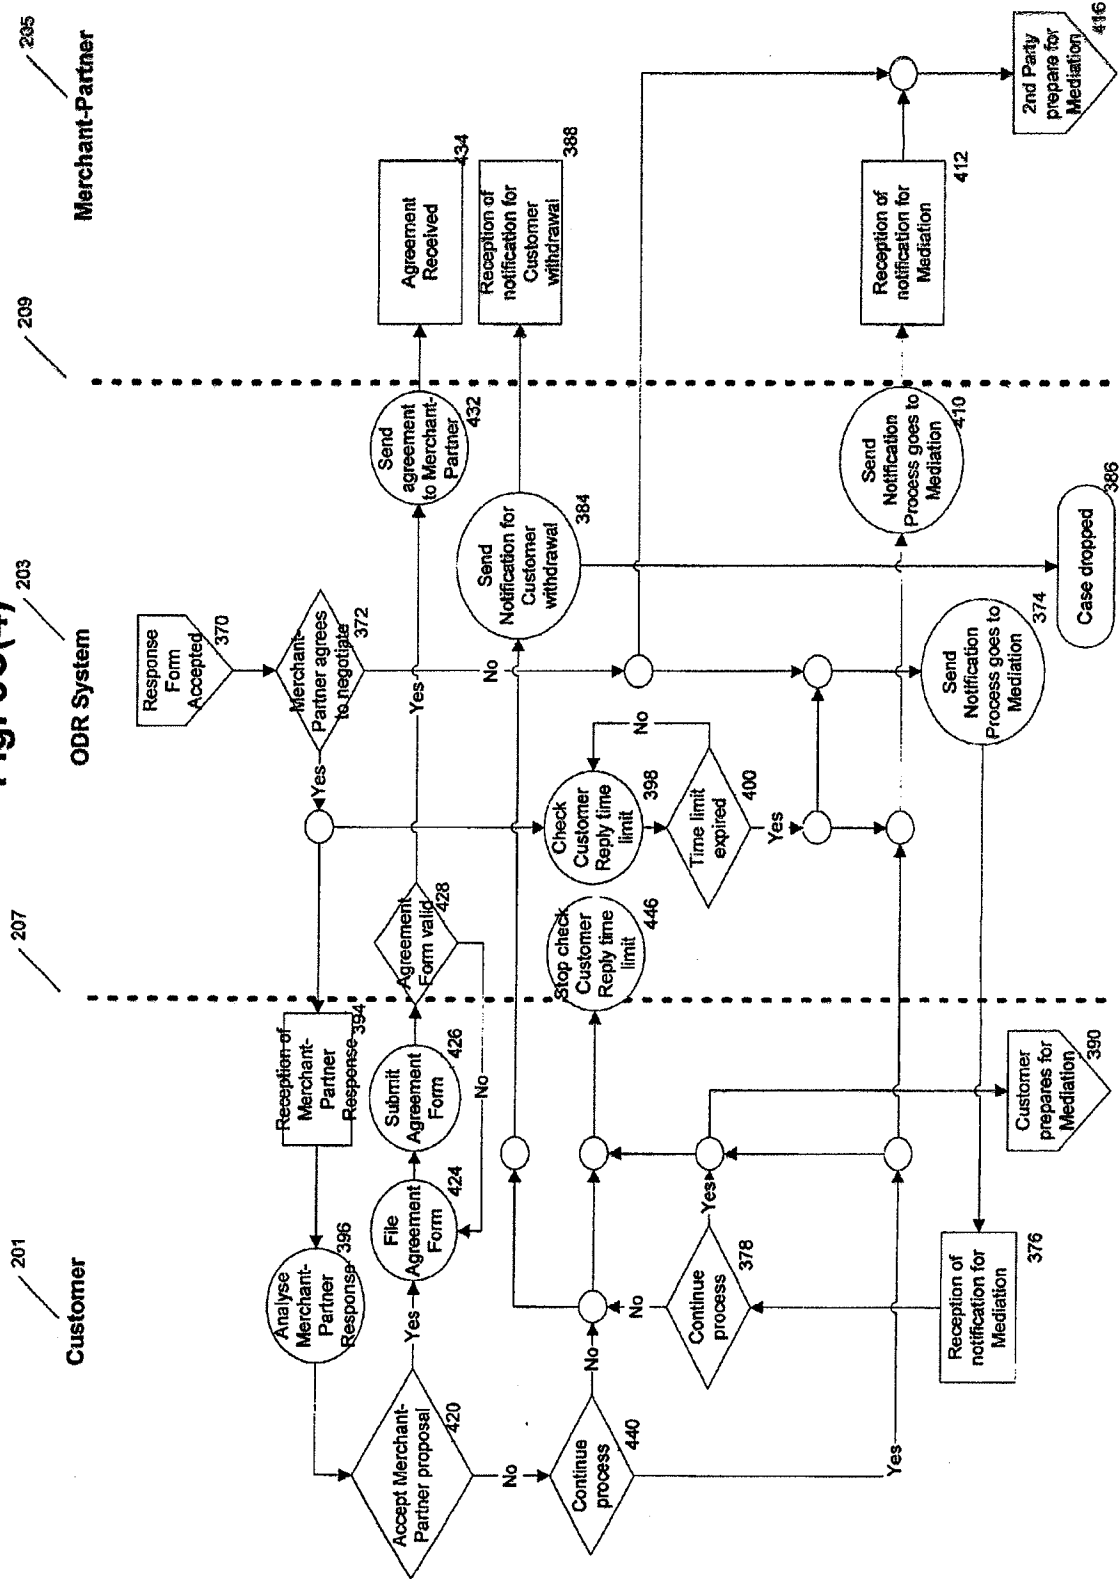 201
Customer
207
203
ODR System
209
205
Merchant-Partner
Response
Form
Accepted
370
Merchant-
Partner agrees
to negotiate
372
Yes
No
Reception of
Merchant-
Partner
Response
394
Analyse
Merchant-
Partner
Response
396
Accept Merchant-
Partner proposal
420
Yes
No
File
Agreement
Form
424
Submit
Agreement
Form
426
Agreement
Form valid
428
No
Yes
Send
agreement
to Merchant-
Partner
432
Agreement
Received
434
Send
Notification for
Customer
withdrawal
384
Reception of
notification for
Customer
withdrawal
388
Continue
process
440
No
Yes
Stop check
Customer
Reply time
limit
446
Check
Customer
Reply time
limit
398
Time limit
expired
400
No
Yes
Continue
process
378
No
Yes
Send
Notification
Process goes to
Mediation
410
Reception of
notification for
Mediation
412
Reception of
notification for
Mediation
376
Customer
prepares for
Mediation
390
Send
Notification
Process goes to
Mediation
374
Case dropped
386
2nd Party
prepare for
Mediation
416